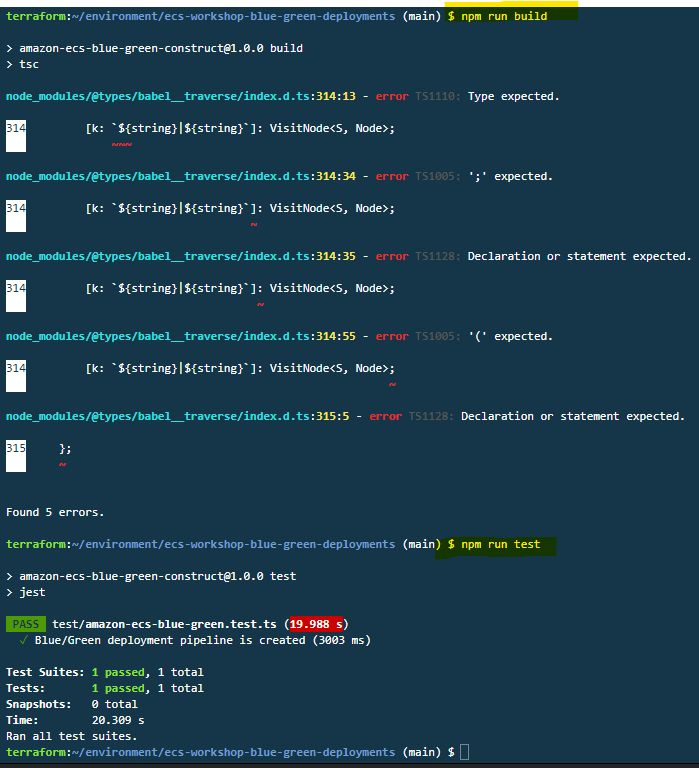 terraform:~/environment/ecs-workshop-blue-green-deployments (main) $ npm run build
> amazon-ecs-blue-green-construct@1.0.0 build
> tsc
node_modules/@types/babel__traverse/index.d.ts:314:13 - error TS1110: Type expected.
314         [k: `${string}|${string}`]: VisitNode<S, Node>;
~~~
node_modules/@types/babel__traverse/index.d.ts:314:34 - error TS1005: ';' expected.
314         [k: `${string}|${string}`]: VisitNode<S, Node>;
~
node_modules/@types/babel__traverse/index.d.ts:314:35 - error TS1128: Declaration or statement expected.
314         [k: `${string}|${string}`]: VisitNode<S, Node>;
~
node_modules/@types/babel__traverse/index.d.ts:314:55 - error TS1005: '(' expected.
314         [k: `${string}|${string}`]: VisitNode<S, Node>;
~
node_modules/@types/babel__traverse/index.d.ts:315:5 - error TS1128: Declaration or statement expected.
315     };
~
Found 5 errors.
terraform:~/environment/ecs-workshop-blue-green-deployments (main) $ npm run test
> amazon-ecs-blue-green-construct@1.0.0 test
> jest
PASS test/amazon-ecs-blue-green.test.ts (19.988 s)
✓ Blue/Green deployment pipeline is created (3003 ms)
Test Suites: 1 passed, 1 total
Tests:       1 passed, 1 total
Snapshots:   0 total
Time:        20.309 s
Ran all test suites.
terraform:~/environment/ecs-workshop-blue-green-deployments (main) $